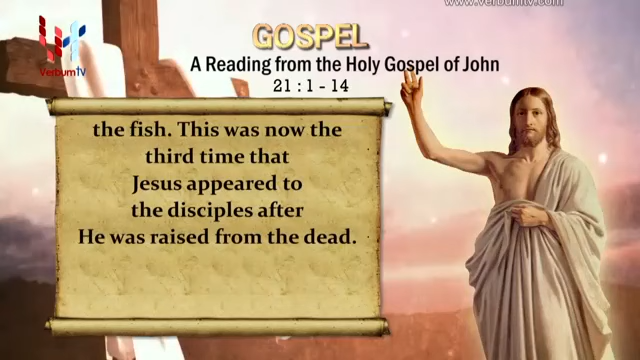 www.verbumtv.com
GOSPEL
A Reading from the Holy Gospel of John
21 : 1 - 14
VerbumTV
the fish. This was now the
third time that
Jesus appeared to
the disciples after
He was raised from the dead.